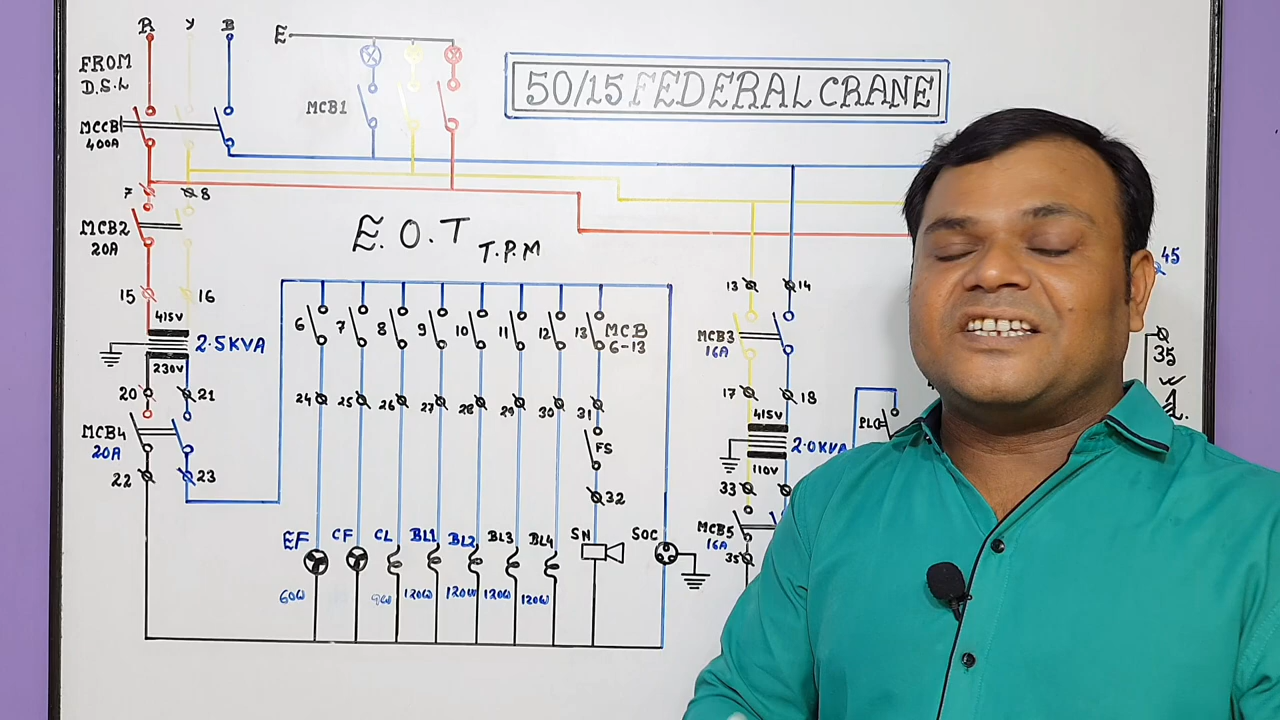 R Y B
FROM
D.S.L
E
MCB1
50/15 FEDERAL CRANE
MCCB
400A
7 8
MCB2
20A
E.O.T
T.P.M
15 16
415V
2.5KVA
230V
20 21
MCB4
20A
22 23
6 7 8 9 10 11 12 13 MCB
6-13
24 25 26 27 28 29 30 31
FS
32
EF CF CL BL1 BL2 BL3 BL4 SN SOC
60W 9W 120W 120W 120W 120W
13 14
MCB3
16A
17 18
415V
2.0KVA
110V
33
MCB5
16A
35
PLC
45
35